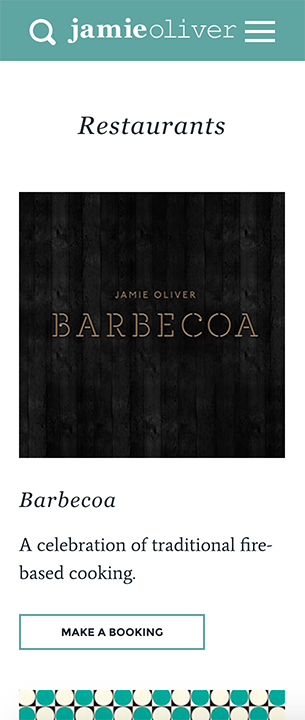 jamieoliver
Restaurants
JAMIE OLIVER
BARBECOA
Barbecoa
A celebration of traditional fire-
based cooking.
MAKE A BOOKING